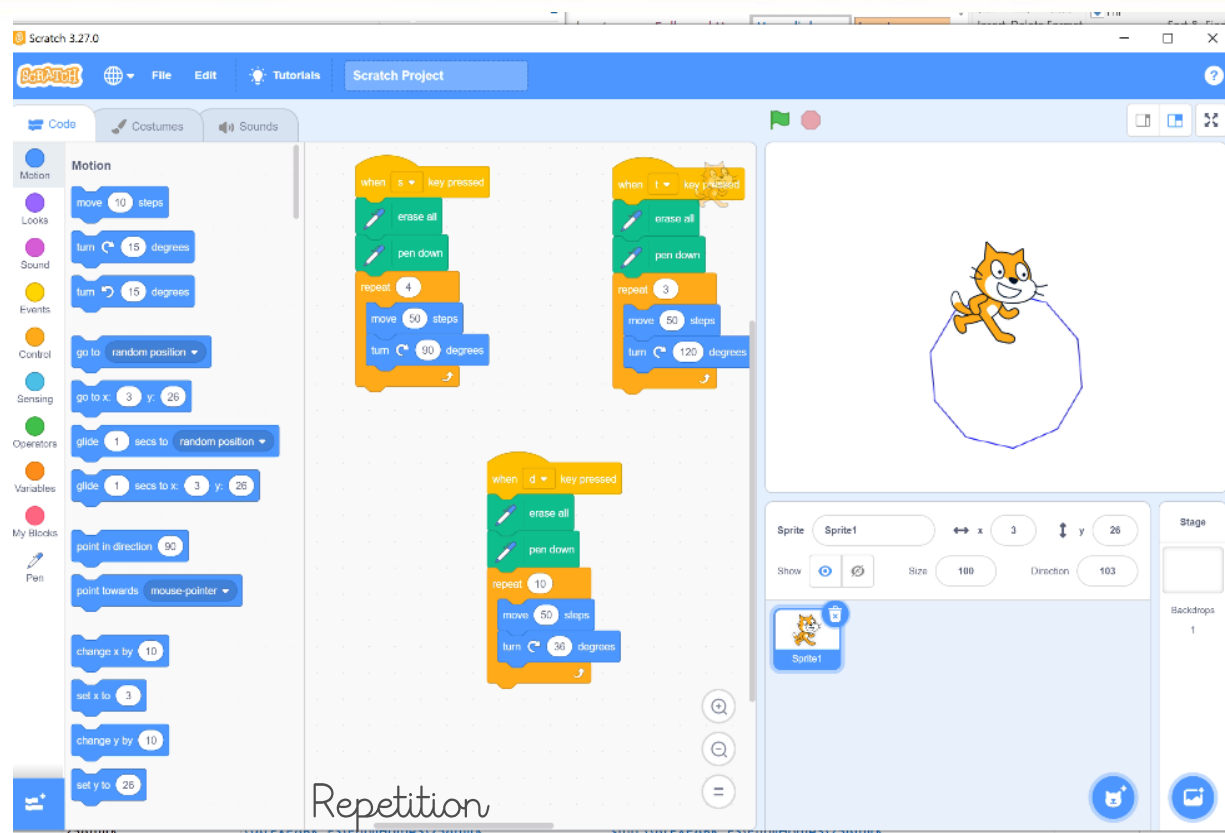 Scratch 3.27.0
SCRATCH File Edit Tutorials Scratch Project ?
Code Costumes Sounds
Motion
Looks
Sound
Events
Control
Sensing
Operators
Variables
My Blocks
Pen
Motion
move 10 steps
turn 15 degrees
turn 15 degrees
go to random position
go to x: 3 y: 26
glide 1 secs to random position
glide 1 secs to x: 3 y: 26
point in direction 90
point towards mouse-pointer
change x by 10
set x to 3
change y by 10
set y to 26
when s key pressed
erase all
pen down
repeat 4
move 50 steps
turn 90 degrees
when t key pressed
erase all
pen down
repeat 3
move 50 steps
turn 120 degrees
when d key pressed
erase all
pen down
repeat 10
move 50 steps
turn 36 degrees
Repetition
Sprite Sprite1 x 3 y 26
Show Size 100 Direction 103
Sprite1
Stage
Backdrops
1